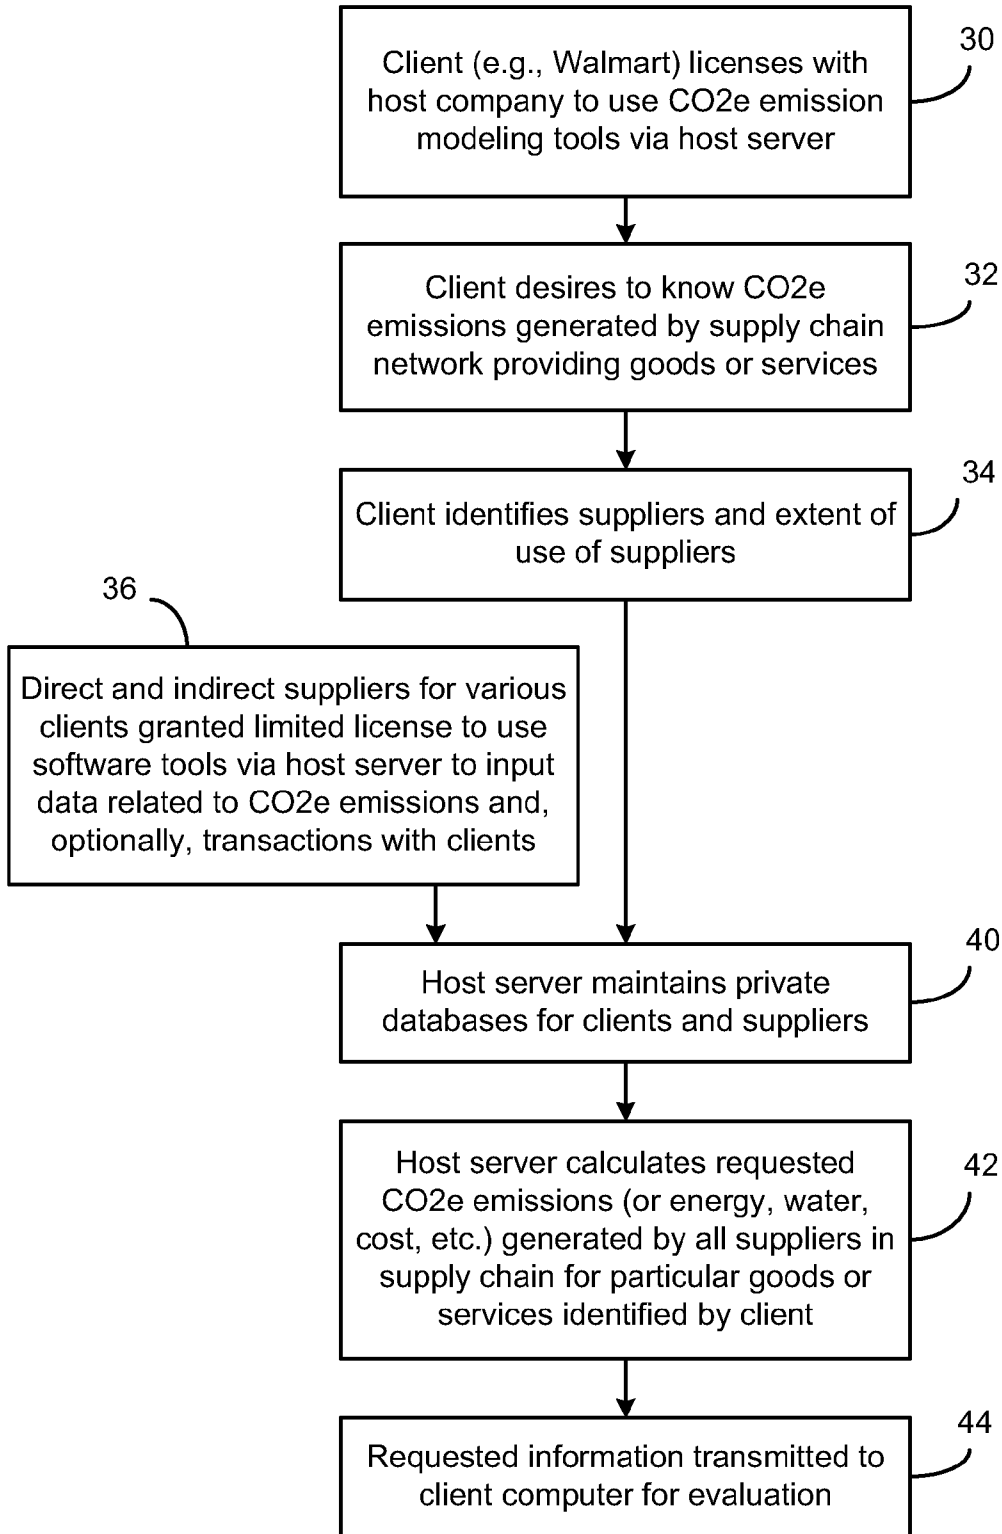 Client (e.g., Walmart) licenses with
host company to use CO2e emission
modeling tools via host server
30
Client desires to know CO2e
emissions generated by supply chain
network providing goods or services
32
Client identifies suppliers and extent of
use of suppliers
34
36
Direct and indirect suppliers for various
clients granted limited license to use
software tools via host server to input
data related to CO2e emissions and,
optionally, transactions with clients
Host server maintains private
databases for clients and suppliers
40
Host server calculates requested
CO2e emissions (or energy, water,
cost, etc.) generated by all suppliers in
supply chain for particular goods or
services identified by client
42
Requested information transmitted to
client computer for evaluation
44